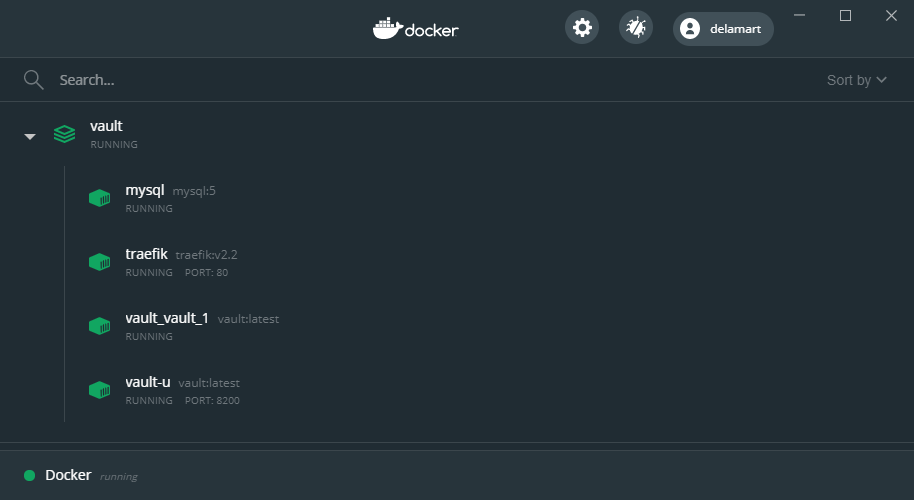 docker
delamart
Search...
Sort by
vault
RUNNING
mysql mysql:5
RUNNING
traefik traefik:v2.2
RUNNING PORT: 80
vault_vault_1 vault:latest
RUNNING
vault-u vault:latest
RUNNING PORT: 8200
Docker running